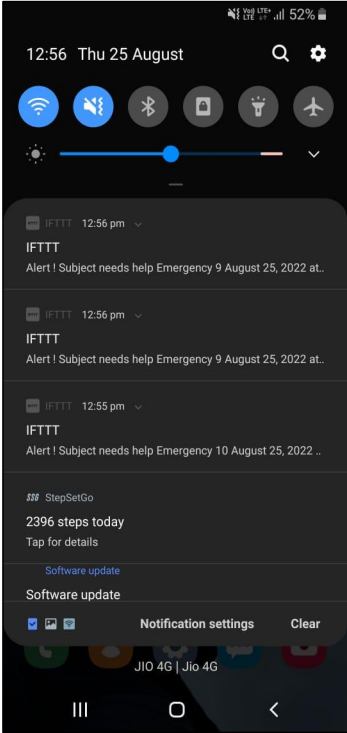 Vo) LTE+ 52%
LTE
12:56 Thu 25 August
IFTTT 12:56 pm
IFTTT
Alert ! Subject needs help Emergency 9 August 25, 2022 at..
IFTTT 12:56 pm
IFTTT
Alert ! Subject needs help Emergency 9 August 25, 2022 at..
IFTTT 12:55 pm
IFTTT
Alert ! Subject needs help Emergency 10 August 25, 2022 ..
SSG StepSetGo
2396 steps today
Tap for details
Software update
Software update
Notification settings Clear
JIO 4G | Jio 4G